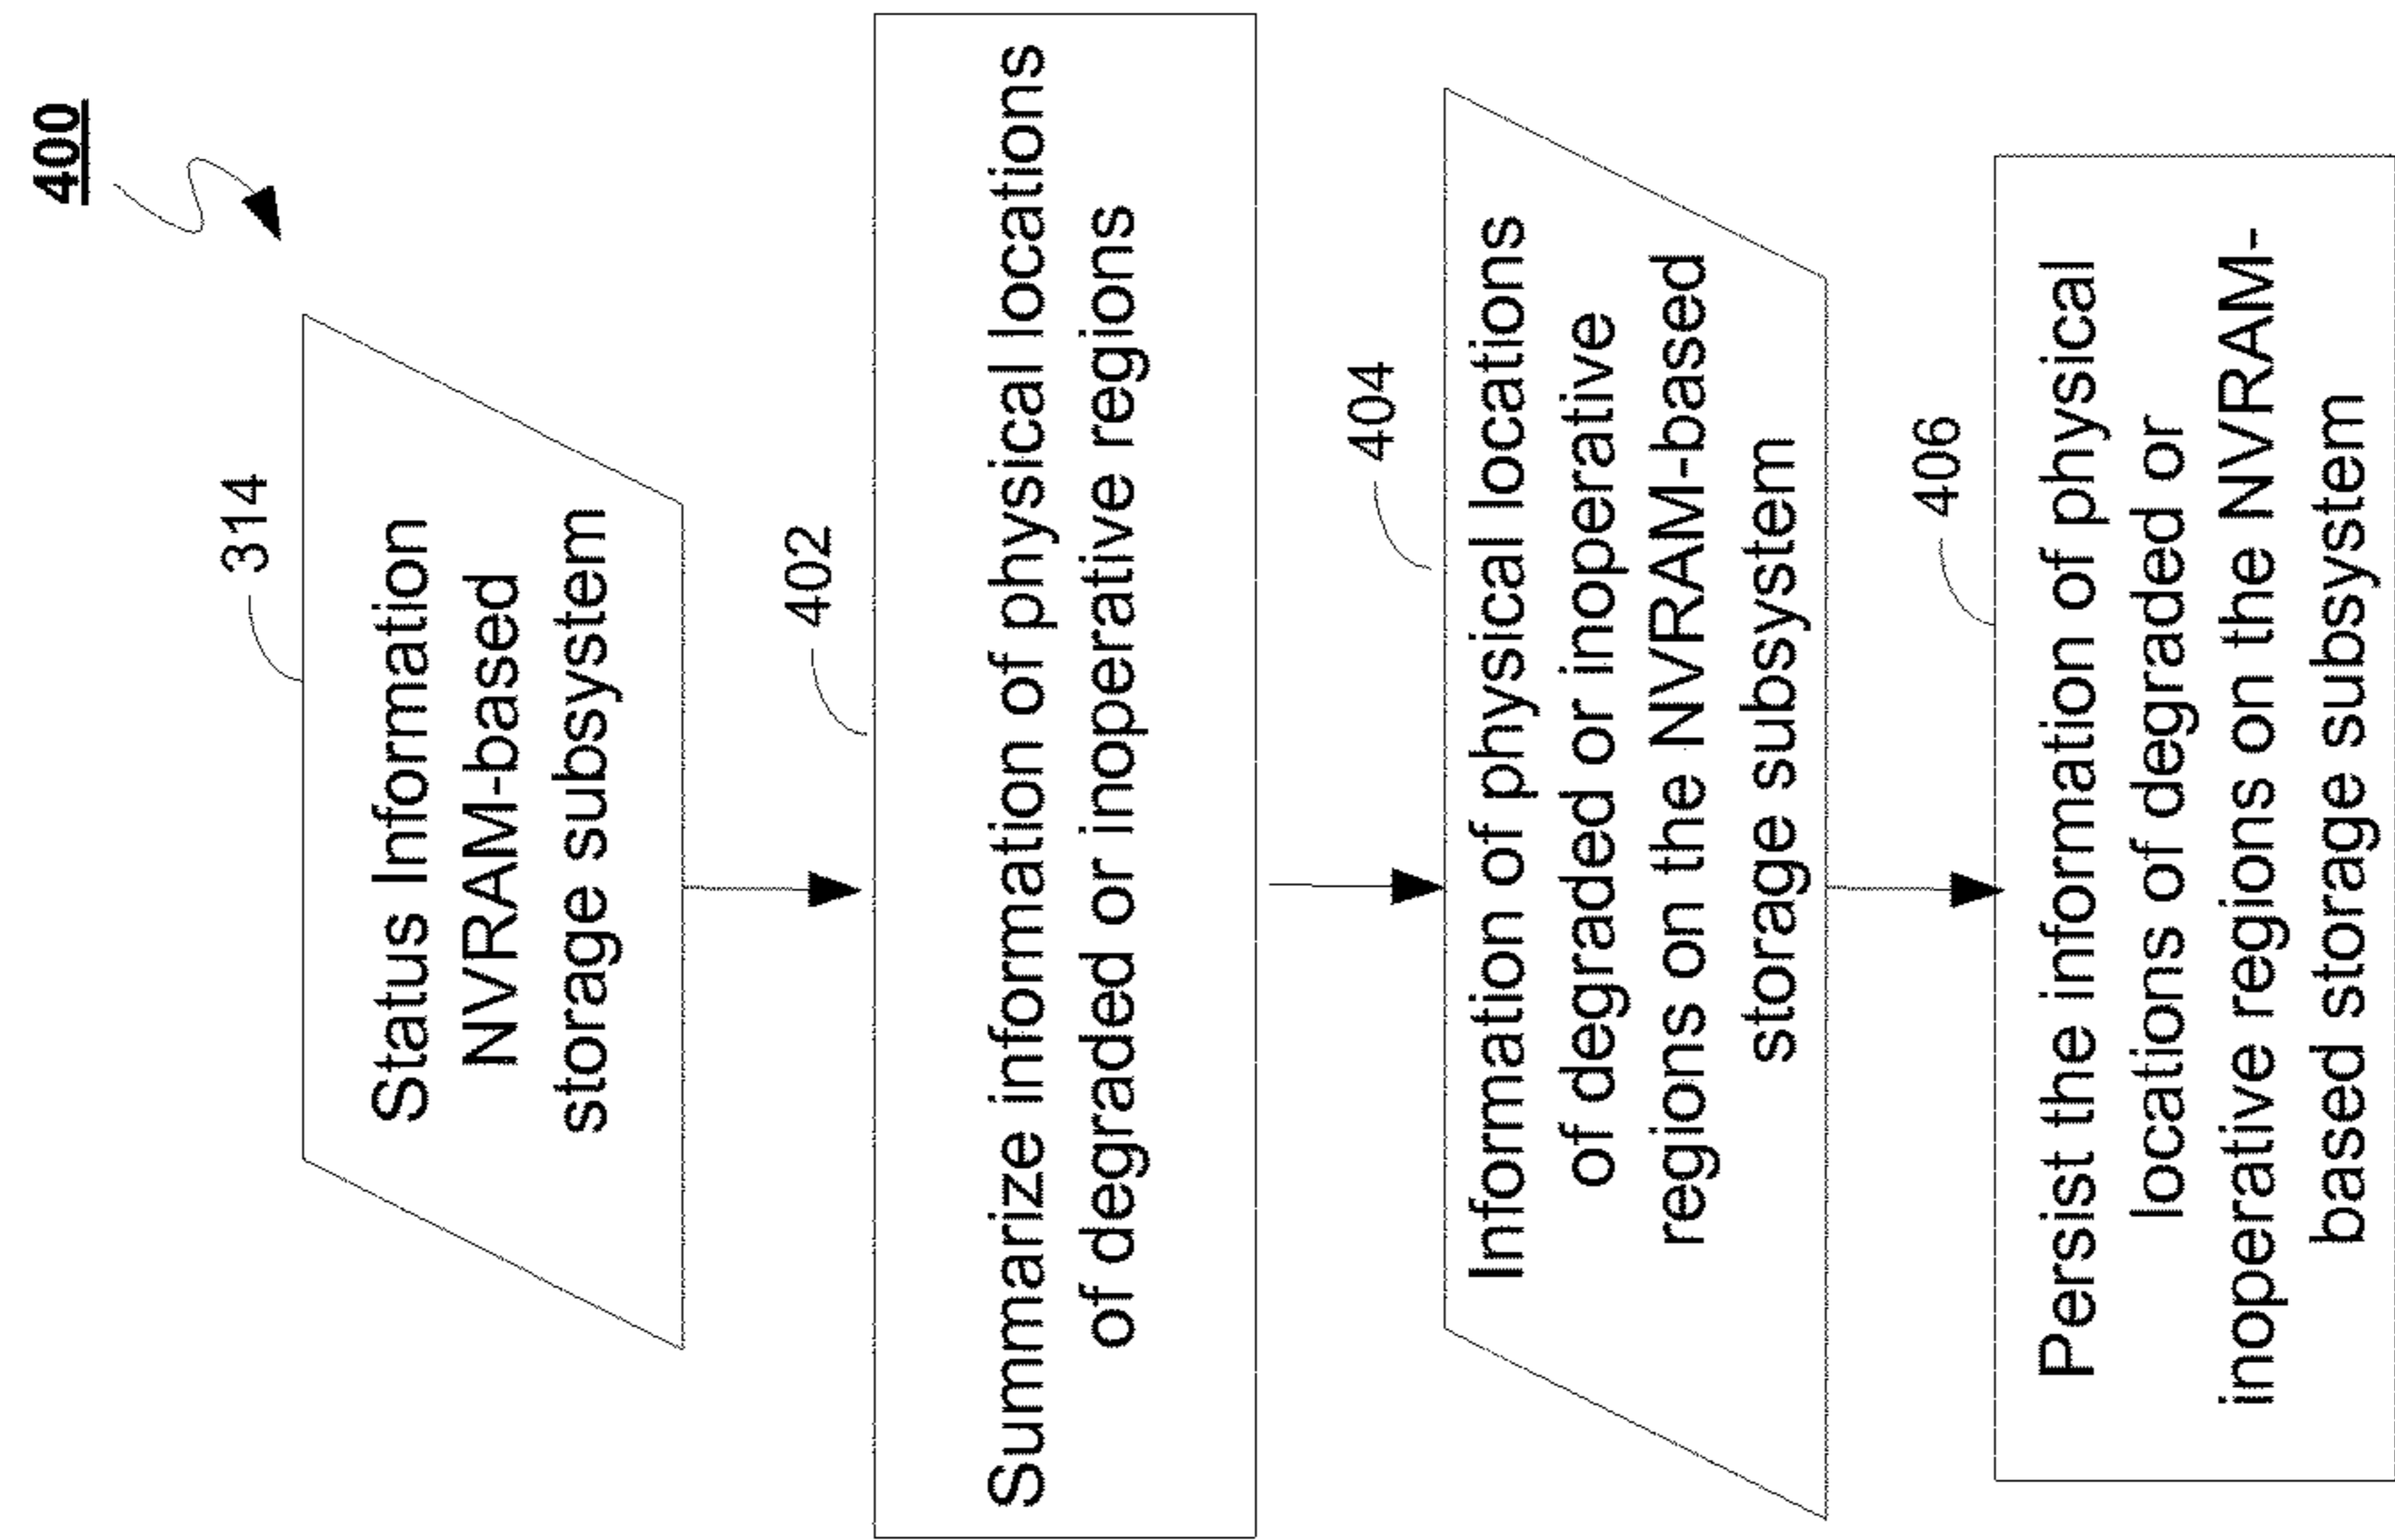 400
314
Status Information
NVRAM-based
storage subsystem
402
Summarize information of physical locations
of degraded or inoperative regions
404
Information of physical locations
of degraded or inoperative
regions on the NVRAM-based
storage subsystem
406
Persist the information of physical
locations of degraded or
inoperative regions on the NVRAM-
based storage subsystem